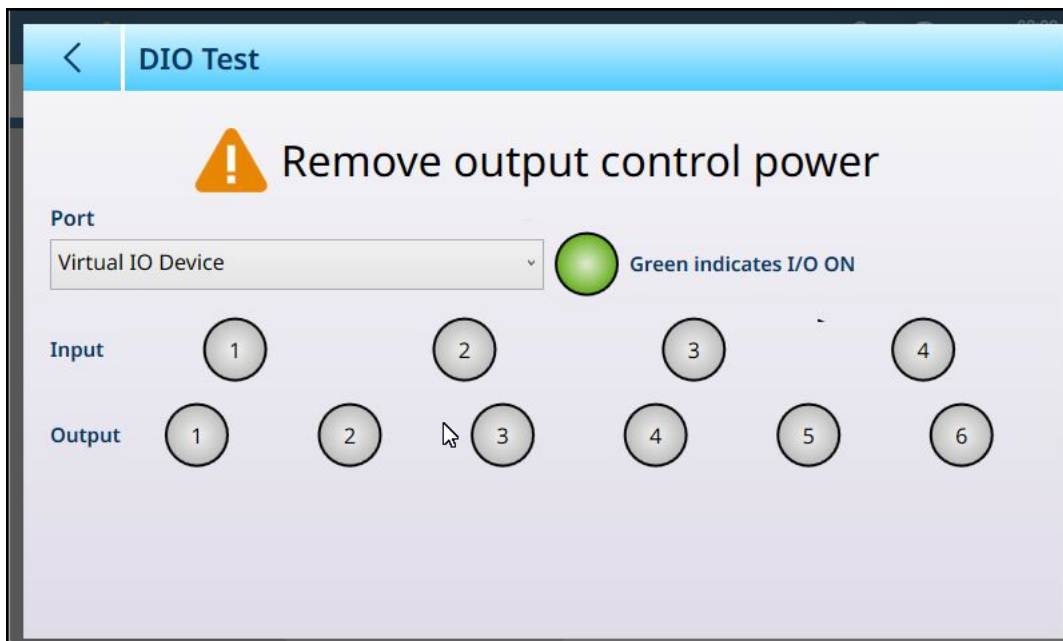 DIO Test
Remove output control power
Port
Virtual IO Device
Green indicates I/O ON
Input 1 2 3 4
Output 1 2 3 4 5 6